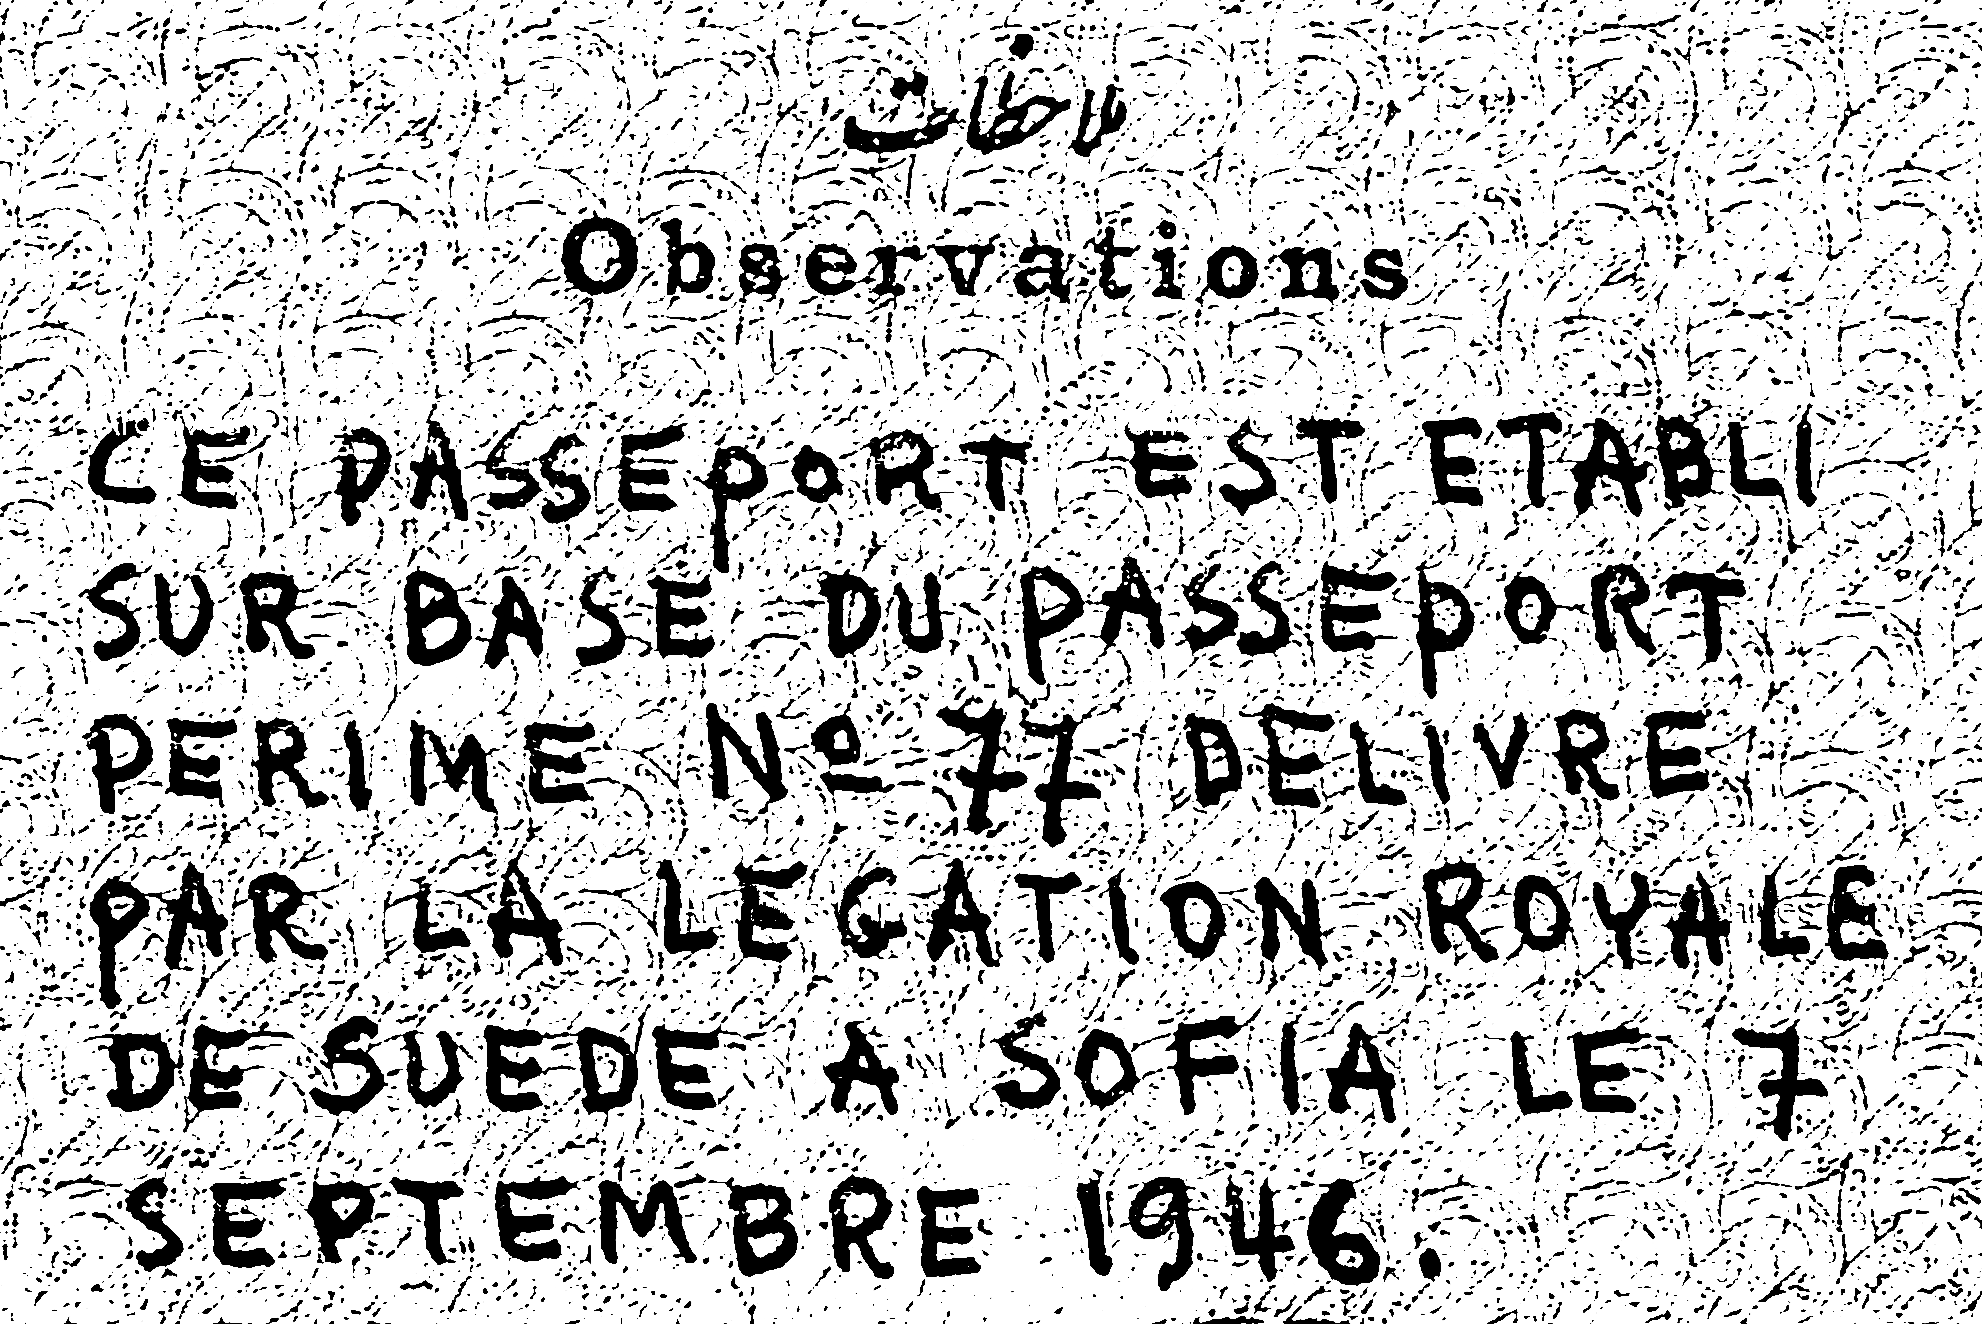 ملاحظات
Observations
CE PASSEPORT EST ETABLI
SUR BASE DU PASSEPORT
PERIME Nº 77 DELIVRE
PAR LA LEGATION ROYALE
DE SUEDE A SOFIA LE 7
SEPTEMBRE 1946.